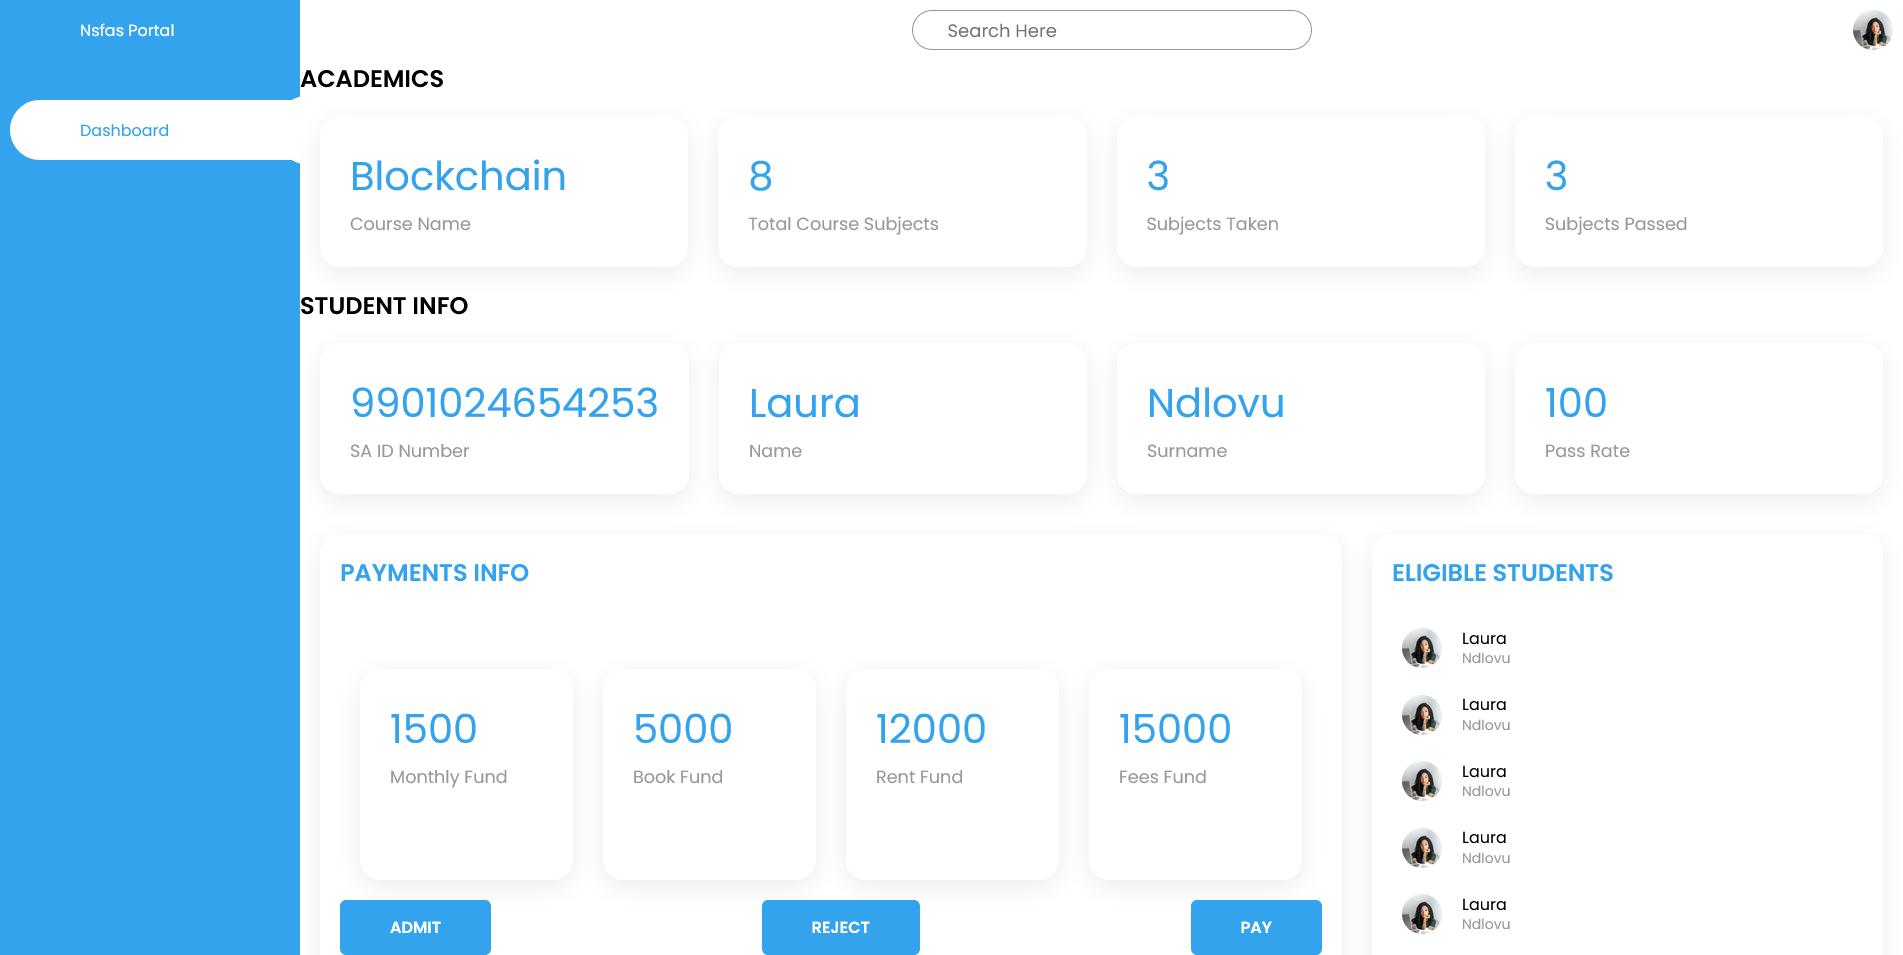 Nsfas Portal
Search Here
Dashboard
ACADEMICS
Blockchain
Course Name
8
Total Course Subjects
3
Subjects Taken
3
Subjects Passed
STUDENT INFO
9901024654253
SA ID Number
Laura
Name
Ndlovu
Surname
100
Pass Rate
PAYMENTS INFO
1500
Monthly Fund
5000
Book Fund
12000
Rent Fund
15000
Fees Fund
ADMIT
REJECT
PAY
ELIGIBLE STUDENTS
Laura
Ndlovu
Laura
Ndlovu
Laura
Ndlovu
Laura
Ndlovu
Laura
Ndlovu